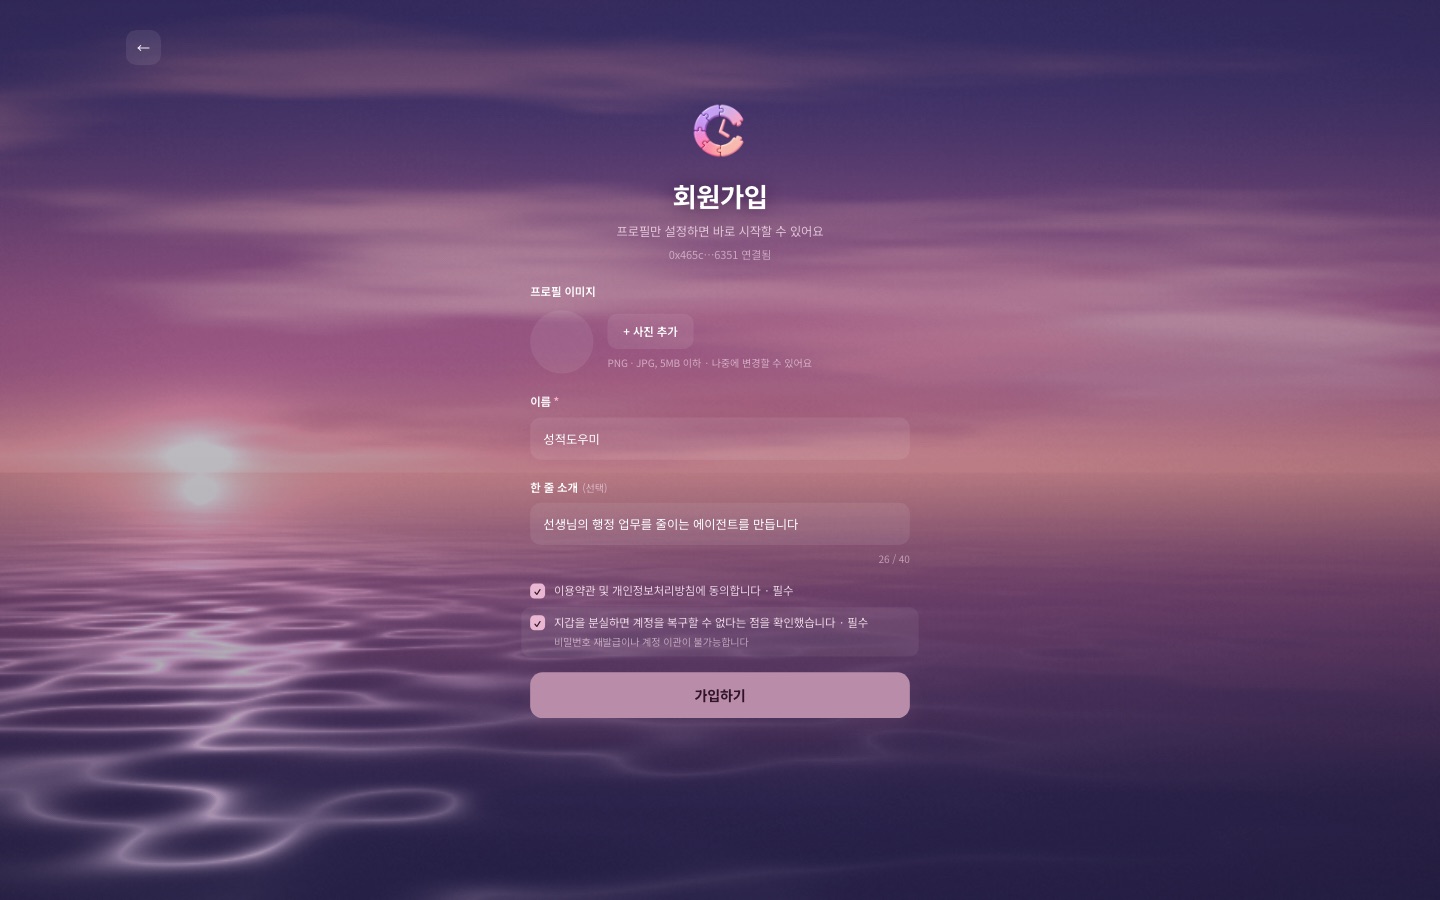 ←
회원가입
프로필만 설정하면 바로 시작할 수 있어요
0x465c···6351 연결됨
프로필 이미지
+ 사진 추가
PNG · JPG, 5MB 이하 · 나중에 변경할 수 있어요
이름 *
성적도우미
한 줄 소개 (선택)
선생님의 행정 업무를 줄이는 에이전트를 만듭니다
26 / 40
이용약관 및 개인정보처리방침에 동의합니다 · 필수
지갑을 분실하면 계정을 복구할 수 없다는 점을 확인했습니다 · 필수
비밀번호 재발급이나 계정 이관이 불가능합니다
가입하기